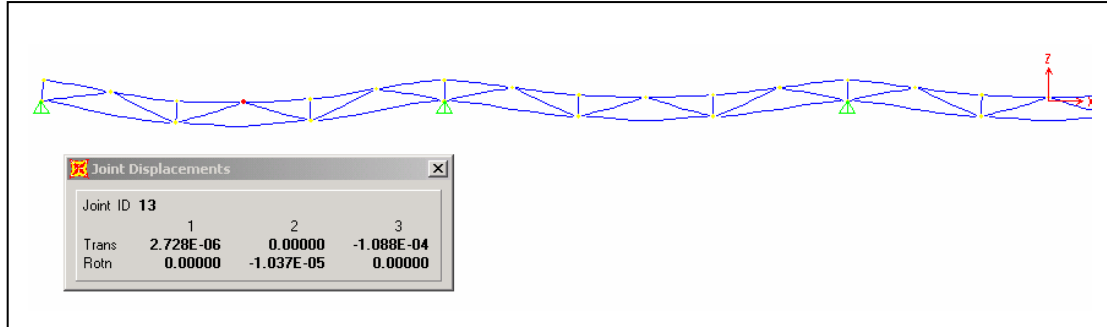 Z
X
Joint Displacements
Joint ID 13
1 2 3
Trans 2.728E-06 0.00000 -1.088E-04
Rotn 0.00000 -1.037E-05 0.00000